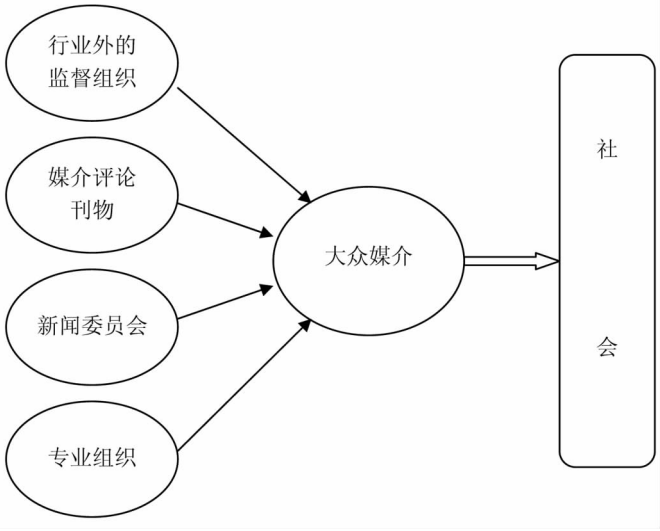 行业外的
监督组织
媒介评论
刊物
新闻委员会
专业组织
大众媒介
社
会